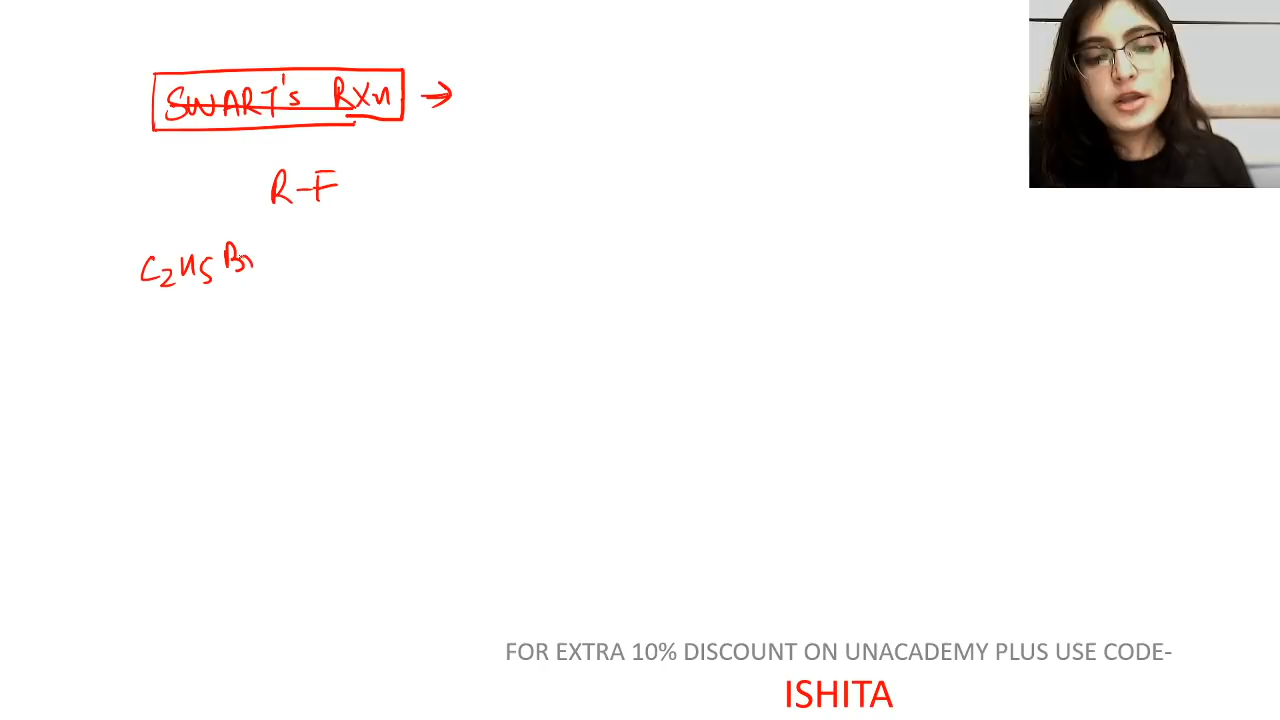 SWART's Rxn →
R-F
C2H5Br
FOR EXTRA 10% DISCOUNT ON UNACADEMY PLUS USE CODE-
ISHITA